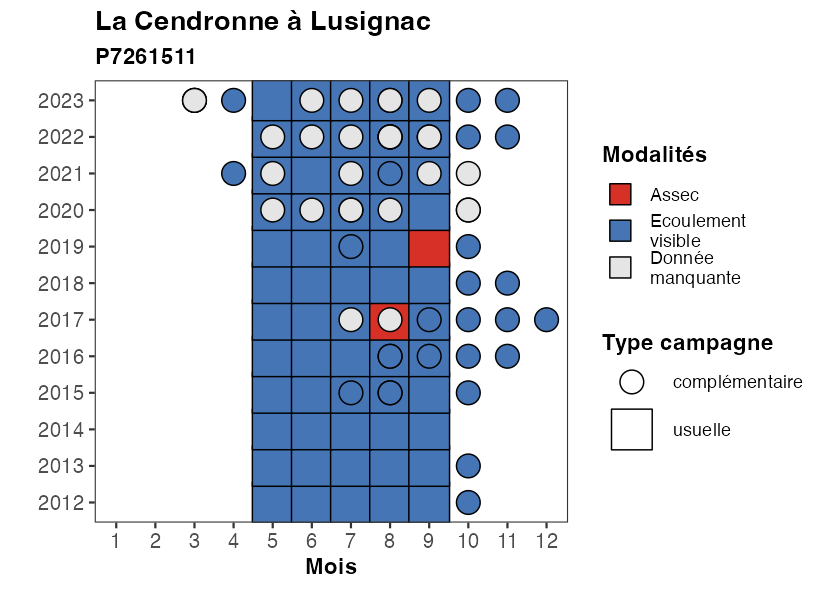 La Cendronne à Lusignac
P7261511
2023
2022
2021
2020
2019
2018
2017
2016
2015
2014
2013
2012
1 2 3 4 5 6 7 8 9 10 11 12
Mois
Modalités
Assec
Ecoulement
visible
Donnée
manquante
Type campagne
complémentaire
usuelle